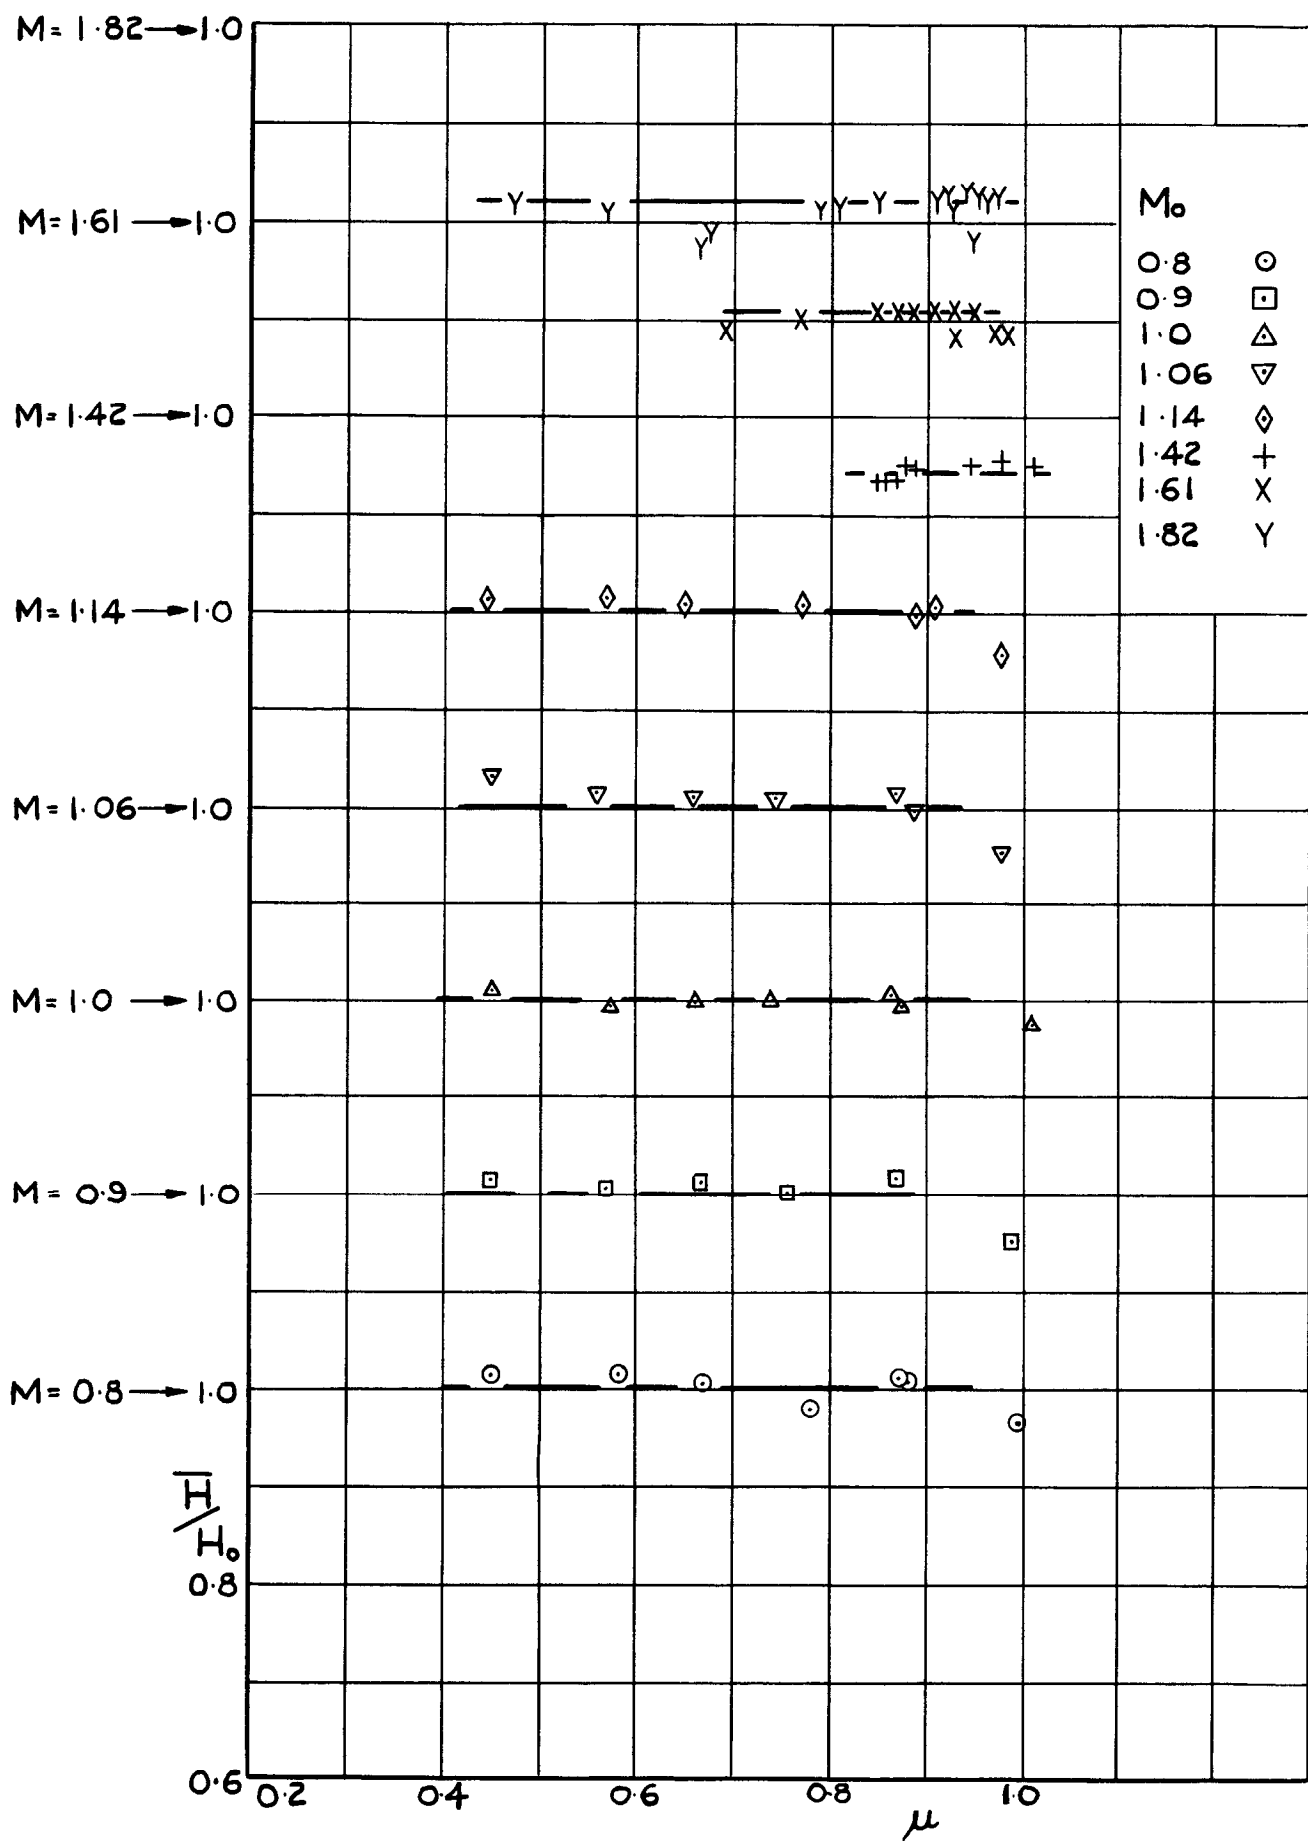 M = 1·82 → 1·0
M = 1·61 → 1·0
M₀
0·8 ⊙
0·9 ⊡
1·0 △
1·06 ▽
1·14 ◇
1·42 +
1·61 X
1·82 Y
M = 1·42 → 1·0
M = 1·14 → 1·0
M = 1·06 → 1·0
M = 1·0 → 1·0
M = 0·9 → 1·0
M = 0·8 → 1·0
H̅/H₀
0·8
0·6
0·2 0·4 0·6 0·8 1·0
μ